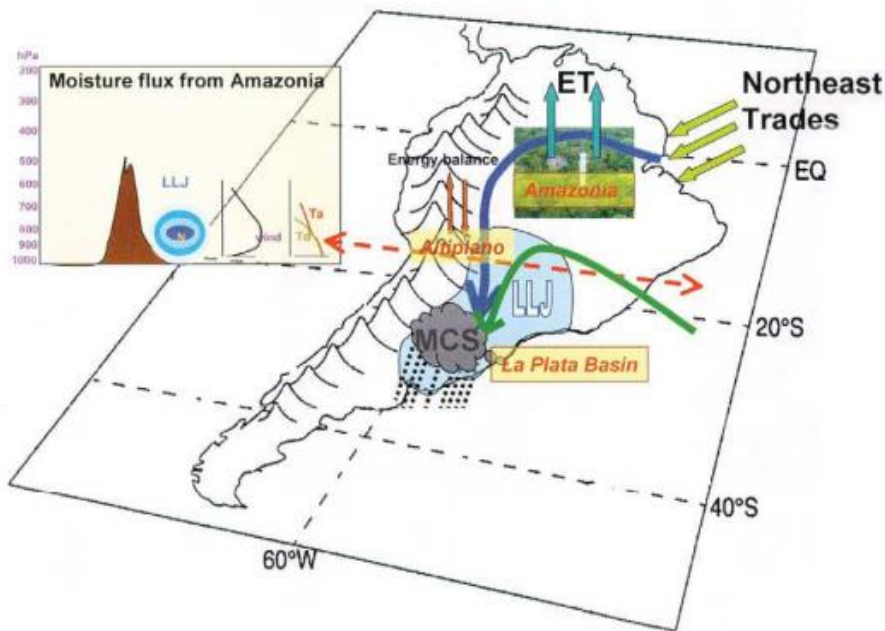 hPa
200
300
400
500
600
700
800
900
1000
Moisture flux from Amazonia
LLJ
wind
Ta
Td
ET
Northeast
Trades
Energy balance
Amazonia
EQ
Altiplano
LLJ
20°S
MCS
La Plata Basin
40°S
60°W